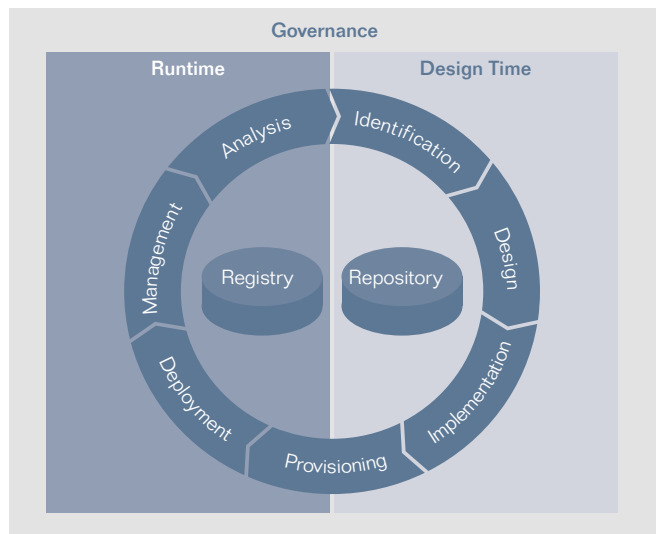 Governance
Runtime
Design Time
Analysis
Identification
Management
Design
Registry
Repository
Deployment
Implementation
Provisioning